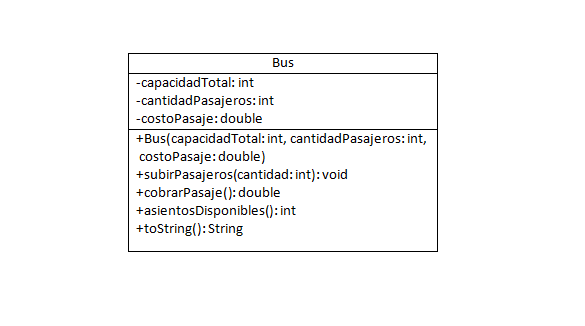 Bus
-capacidadTotal: int
-cantidadPasajeros: int
-costoPasaje: double
+Bus(capacidadTotal: int, cantidadPasajeros: int,
costoPasaje: double)
+subirPasajeros(cantidad: int): void
+cobrarPasaje(): double
+asientosDisponibles(): int
+toString(): String